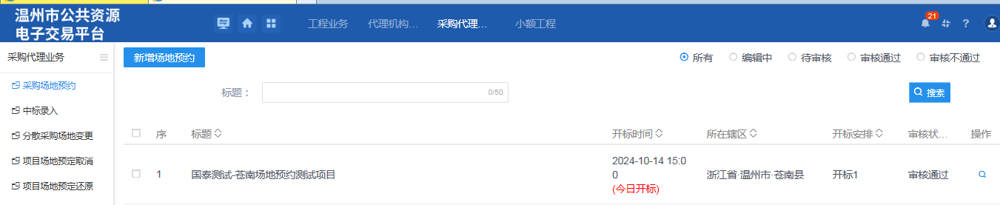 温州市公共资源
电子交易平台
工程业务 代理机构... 采购代理... 小额工程
21
采购代理业务
采购场地预约
中标录入
分散采购场地变更
项目场地预定取消
项目场地预定还原
新增场地预约
所有 编辑中 待审核 审核通过 审核不通过
标题：
0/50
搜索
序 标题 开标时间 所在辖区 开标安排 审核状... 操作
1 国泰测试-苍南场地预约测试项目 2024-10-14 15:0
0
(今日开标) 浙江省·温州市·苍南县 开标1 审核通过